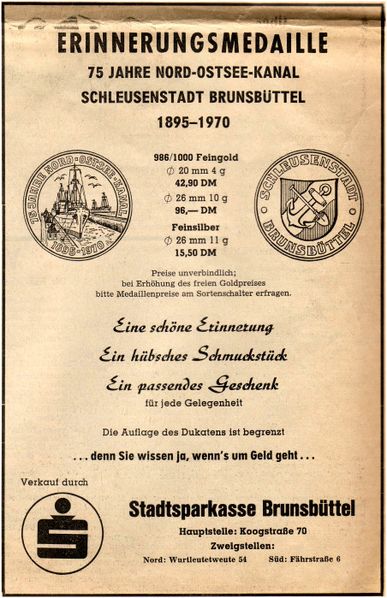 ERINNERUNGSMEDAILLE
75 JAHRE NORD-OSTSEE-KANAL
SCHLEUSENSTADT BRUNSBÜTTEL
1895–1970
75 JAHRE NORD-OSTSEE-KANAL
1895-1970
986/1000 Feingold
∅ 20 mm 4 g
42,90 DM
∅ 26 mm 10 g
96,— DM
Feinsilber
∅ 26 mm 11 g
15,50 DM
SCHLEUSENSTADT
BRUNSBÜTTEL
Preise unverbindlich;
bei Erhöhung des freien Goldpreises
bitte Medaillenpreise am Sortenschalter erfragen.
Eine schöne Erinnerung
Ein hübsches Schmuckstück
Ein passendes Geschenk
für jede Gelegenheit
Die Auflage des Dukatens ist begrenzt
... denn Sie wissen ja, wenn's um Geld geht ...
Verkauf durch
S
Stadtsparkasse Brunsbüttel
Hauptstelle: Koogstraße 70
Zweigstellen:
Nord: Wurtleutetweute 54 Süd: Fährstraße 6